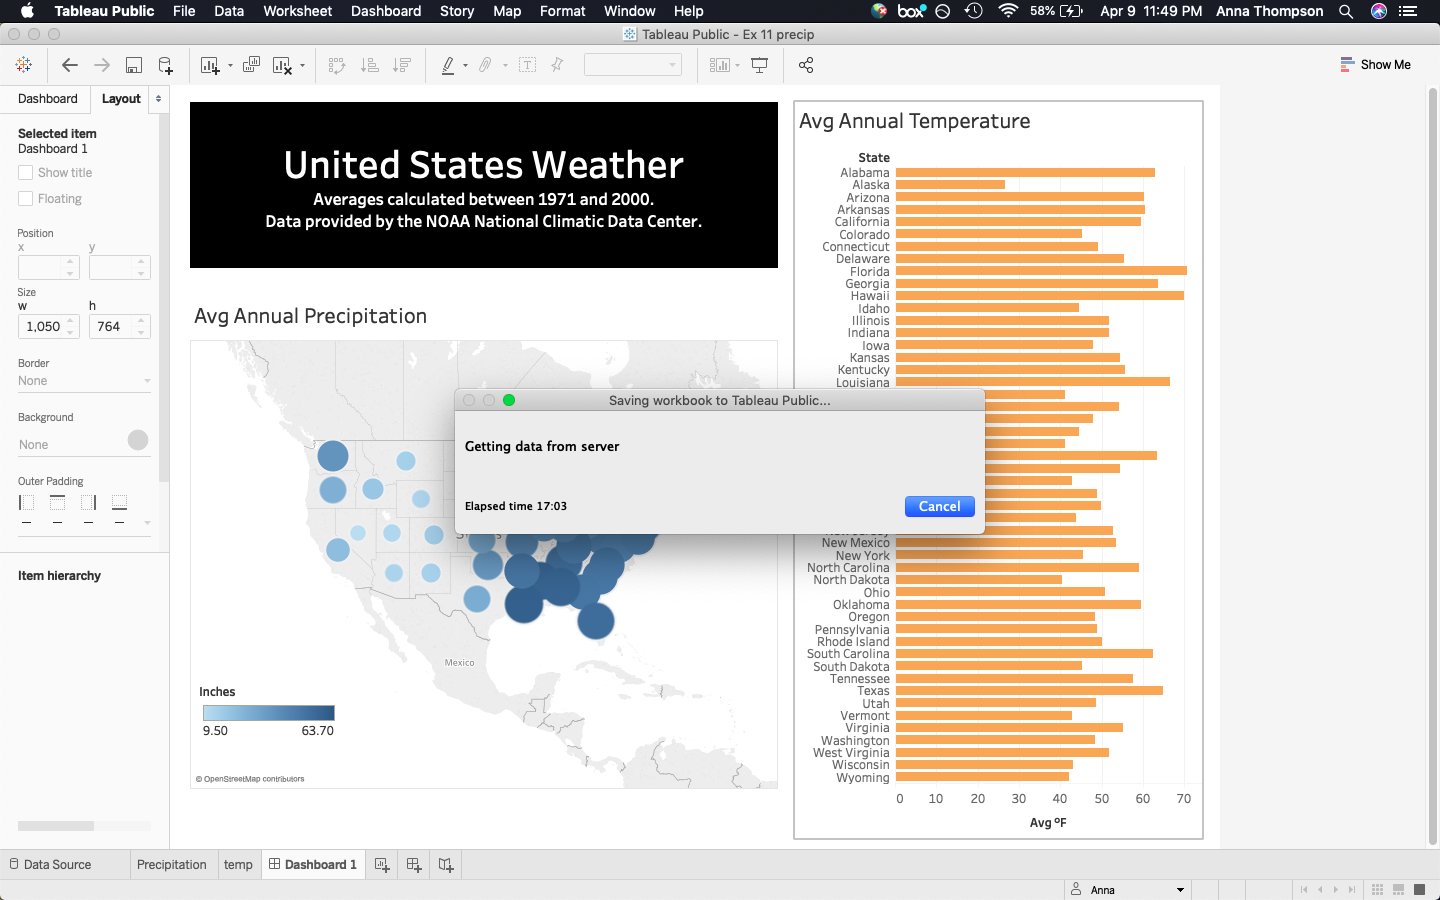 Tableau Public File Data Worksheet Dashboard Story Map Format Window Help
box 58% Apr 9 11:49 PM Anna Thompson
Tableau Public - Ex 11 precip
Show Me
Dashboard Layout
Selected item
Dashboard 1
Show title
Floating
Position
x y
Size
w h
1,050 764
Border
None
Background
None
Outer Padding
Item hierarchy
United States Weather
Averages calculated between 1971 and 2000.
Data provided by the NOAA National Climatic Data Center.
Avg Annual Precipitation
Mexico
Inches
9.50 63.70
© OpenStreetMap contributors
Saving workbook to Tableau Public...
Getting data from server
Elapsed time 17:03
Cancel
Avg Annual Temperature
State
Alabama
Alaska
Arizona
Arkansas
California
Colorado
Connecticut
Delaware
Florida
Georgia
Hawaii
Idaho
Illinois
Indiana
Iowa
Kansas
Kentucky
Louisiana
New Mexico
New York
North Carolina
North Dakota
Ohio
Oklahoma
Oregon
Pennsylvania
Rhode Island
South Carolina
South Dakota
Tennessee
Texas
Utah
Vermont
Virginia
Washington
West Virginia
Wisconsin
Wyoming
0 10 20 30 40 50 60 70
Avg ºF
Data Source Precipitation temp Dashboard 1
Anna